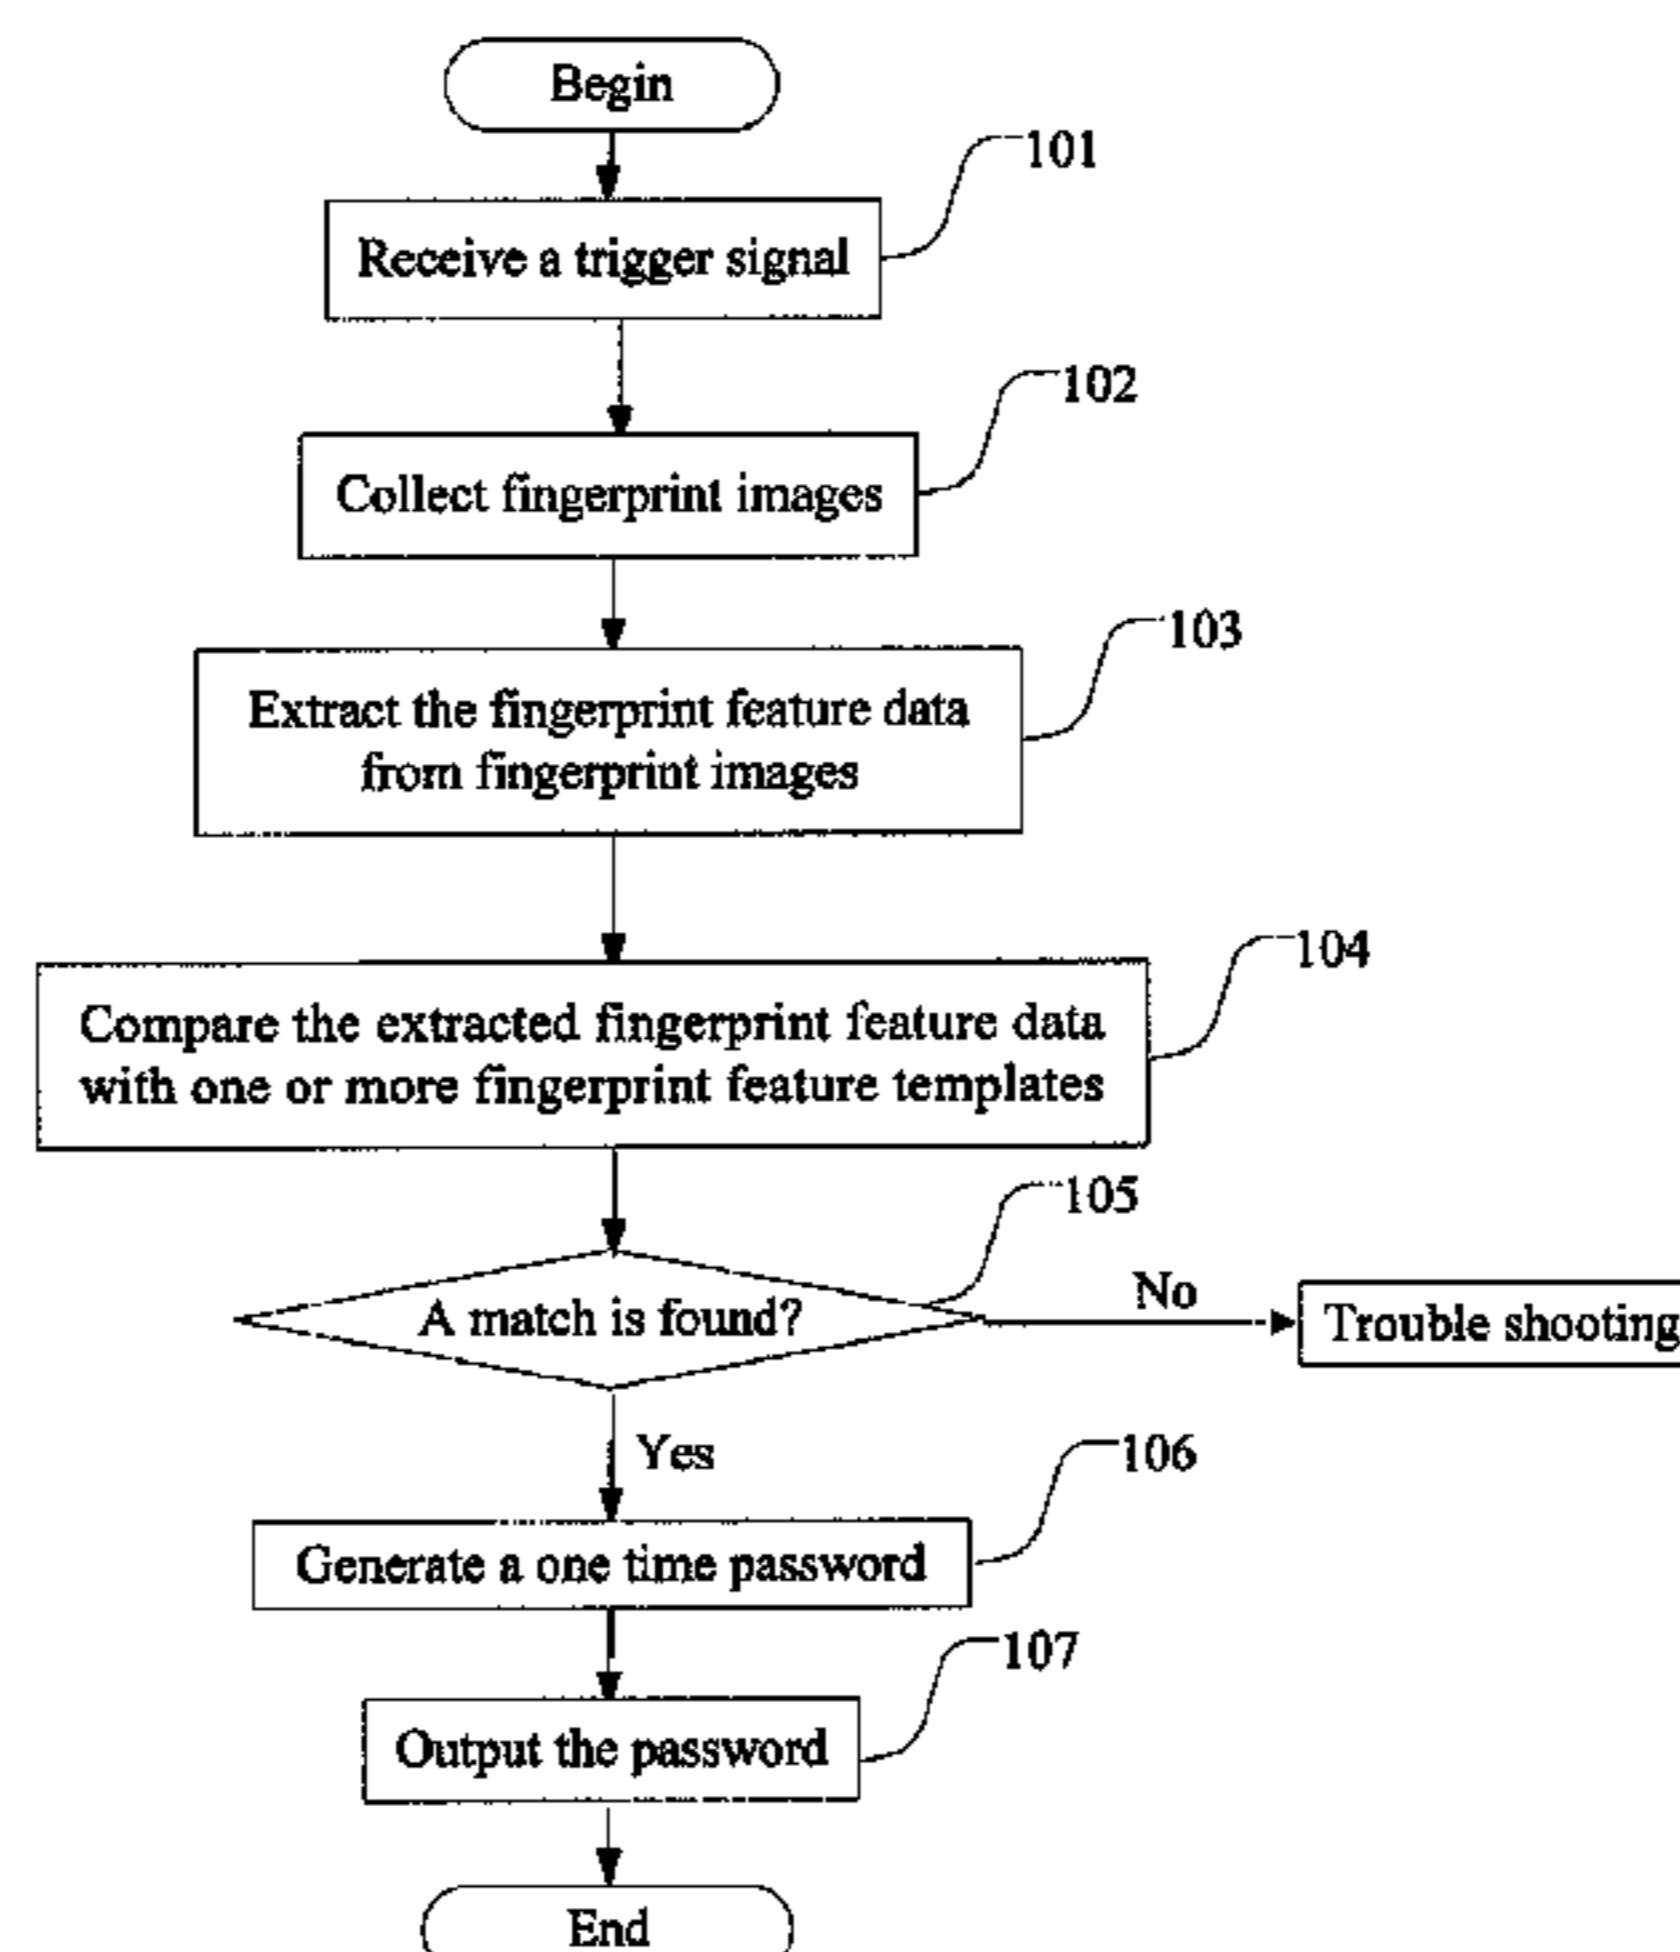 Begin
101
Receive a trigger signal
102
Collect fingerprint images
103
Extract the fingerprint feature data
from fingerprint images
104
Compare the extracted fingerprint feature data
with one or more fingerprint feature templates
105
A match is found?
No
Trouble shooting
Yes
106
Generate a one time password
107
Output the password
End